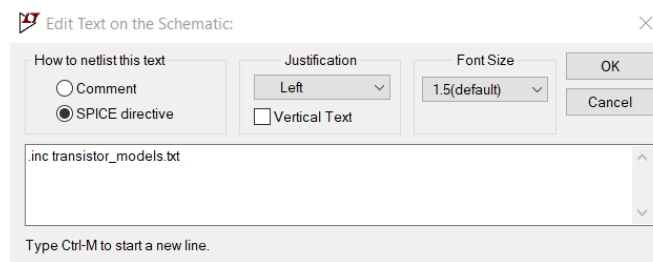 Edit Text on the Schematic:
How to netlist this text
Comment
SPICE directive
Justification
Left
Vertical Text
Font Size
1.5(default)
OK
Cancel
.inc transistor_models.txt
Type Ctrl-M to start a new line.